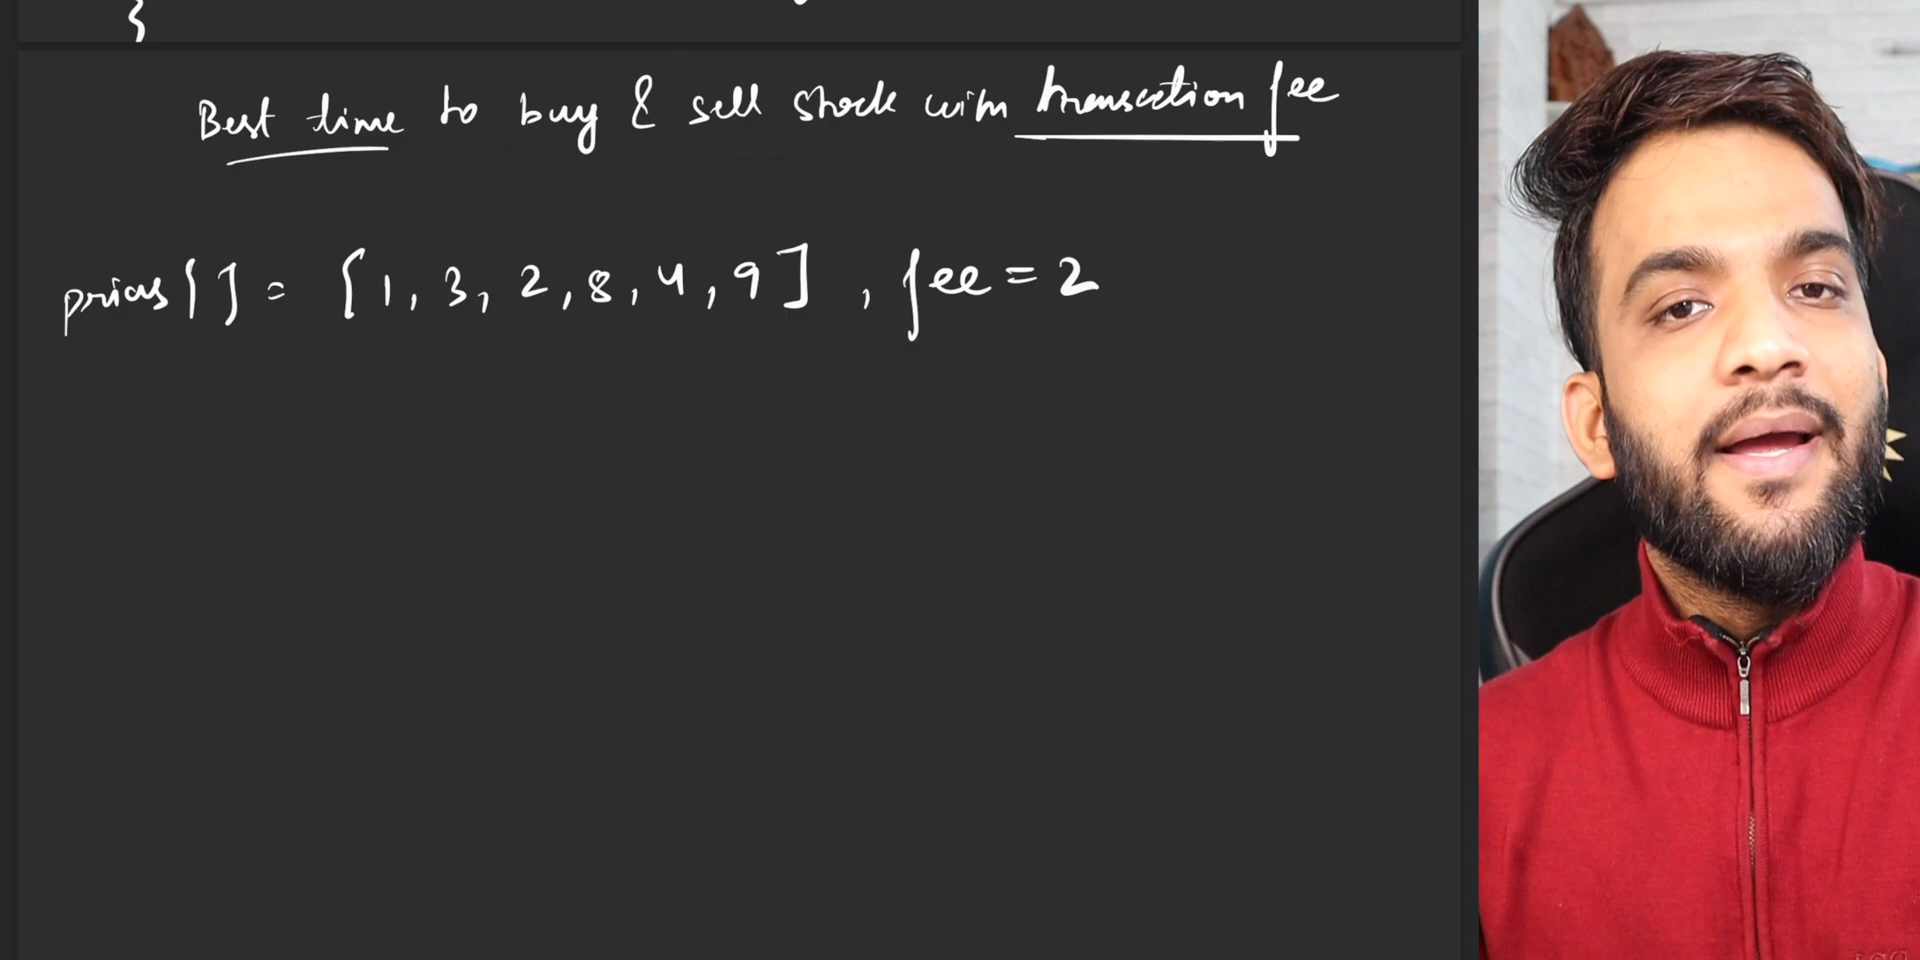 }
Best time to buy & sell stock with transaction fee
prices[] = [1, 3, 2, 8, 4, 9] , fee = 2